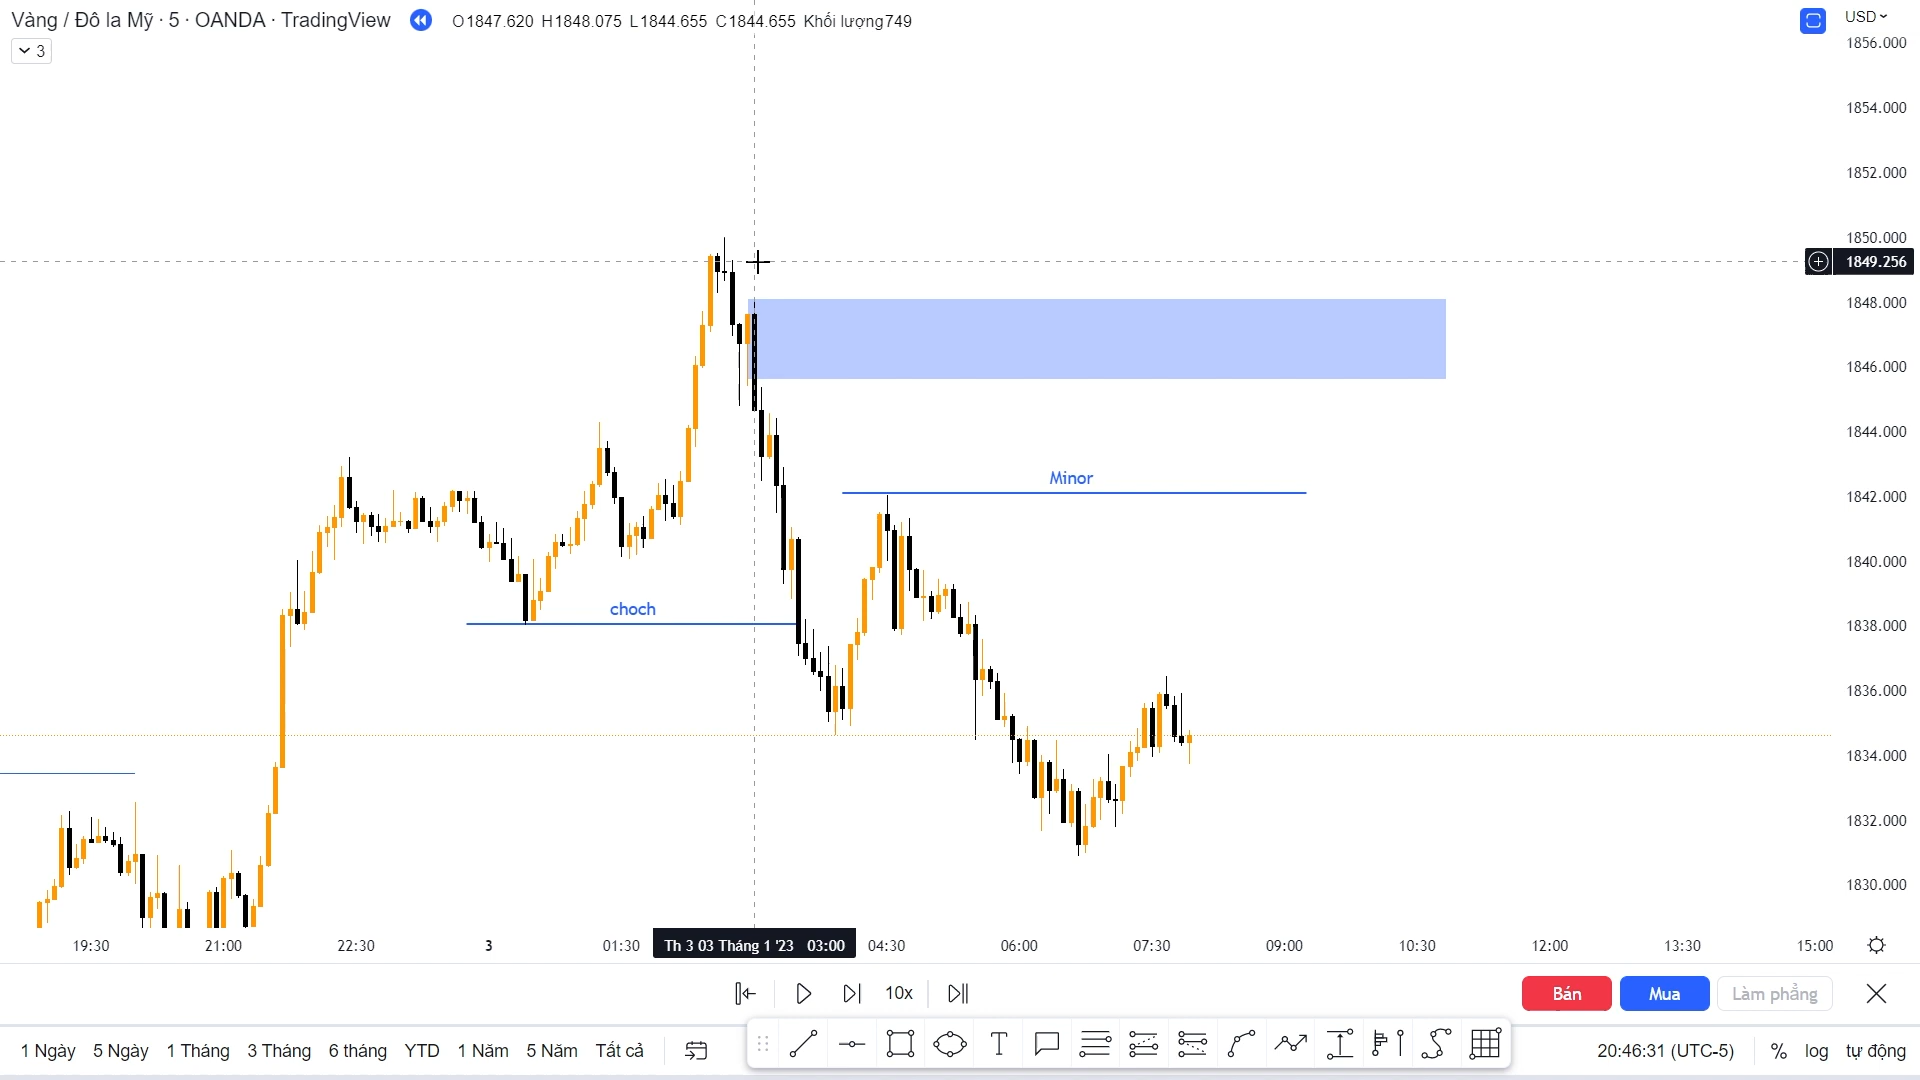 Vàng / Đô la Mỹ · 5 · OANDA · TradingView
O1847.620 H1848.075 L1844.655 C1844.655 Khối lượng749
USD
3
1856.000
1854.000
1852.000
1850.000
1849.256
1848.000
1846.000
1844.000
Minor
1842.000
1840.000
choch
1838.000
1836.000
1834.000
1832.000
1830.000
19:30 21:00 22:30 3 01:30 Th 3 03 Tháng 1 '23 03:00 04:30 06:00 07:30 09:00 10:30 12:00 13:30 15:00
10x
Bán Mua Làm phẳng
1 Ngày 5 Ngày 1 Tháng 3 Tháng 6 tháng YTD 1 Năm 5 Năm Tất cả
T
20:46:31 (UTC-5) % log tự động